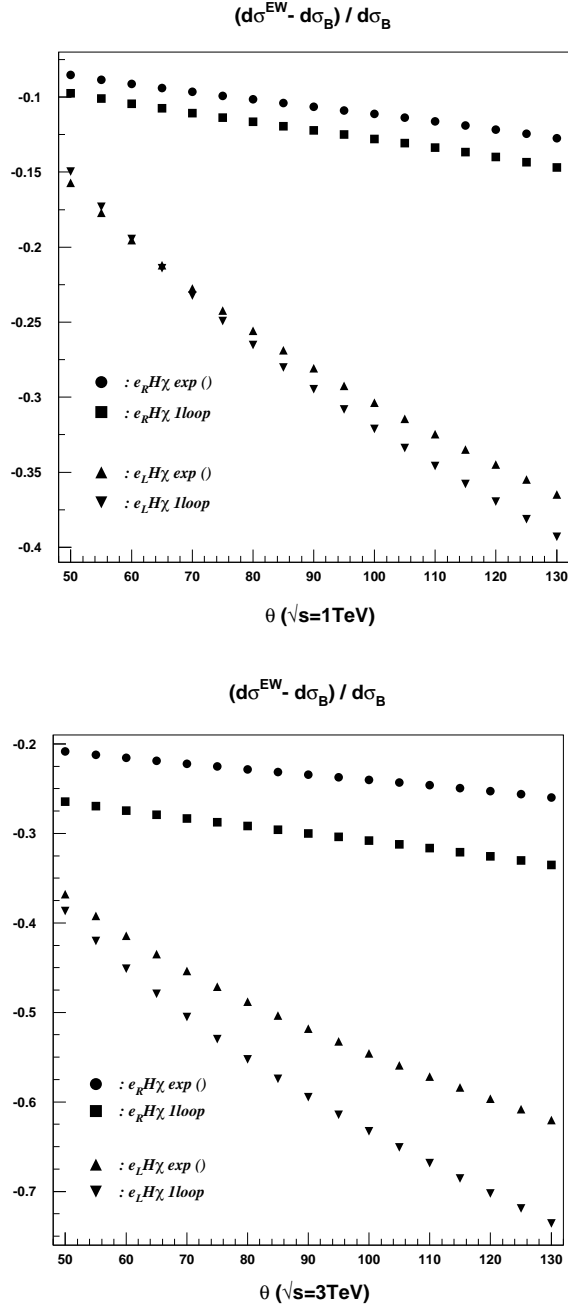 (dσ^EW - dσ_B) / dσ_B
-0.1
-0.15
-0.2
-0.25
-0.3
-0.35
-0.4
: e_R Hχ exp ()
: e_R Hχ 1loop
: e_L Hχ exp ()
: e_L Hχ 1loop
50 60 70 80 90 100 110 120 130
θ (√s=1TeV)
(dσ^EW - dσ_B) / dσ_B
-0.2
-0.3
-0.4
-0.5
-0.6
-0.7
: e_R Hχ exp ()
: e_R Hχ 1loop
: e_L Hχ exp ()
: e_L Hχ 1loop
50 60 70 80 90 100 110 120 130
θ (√s=3TeV)